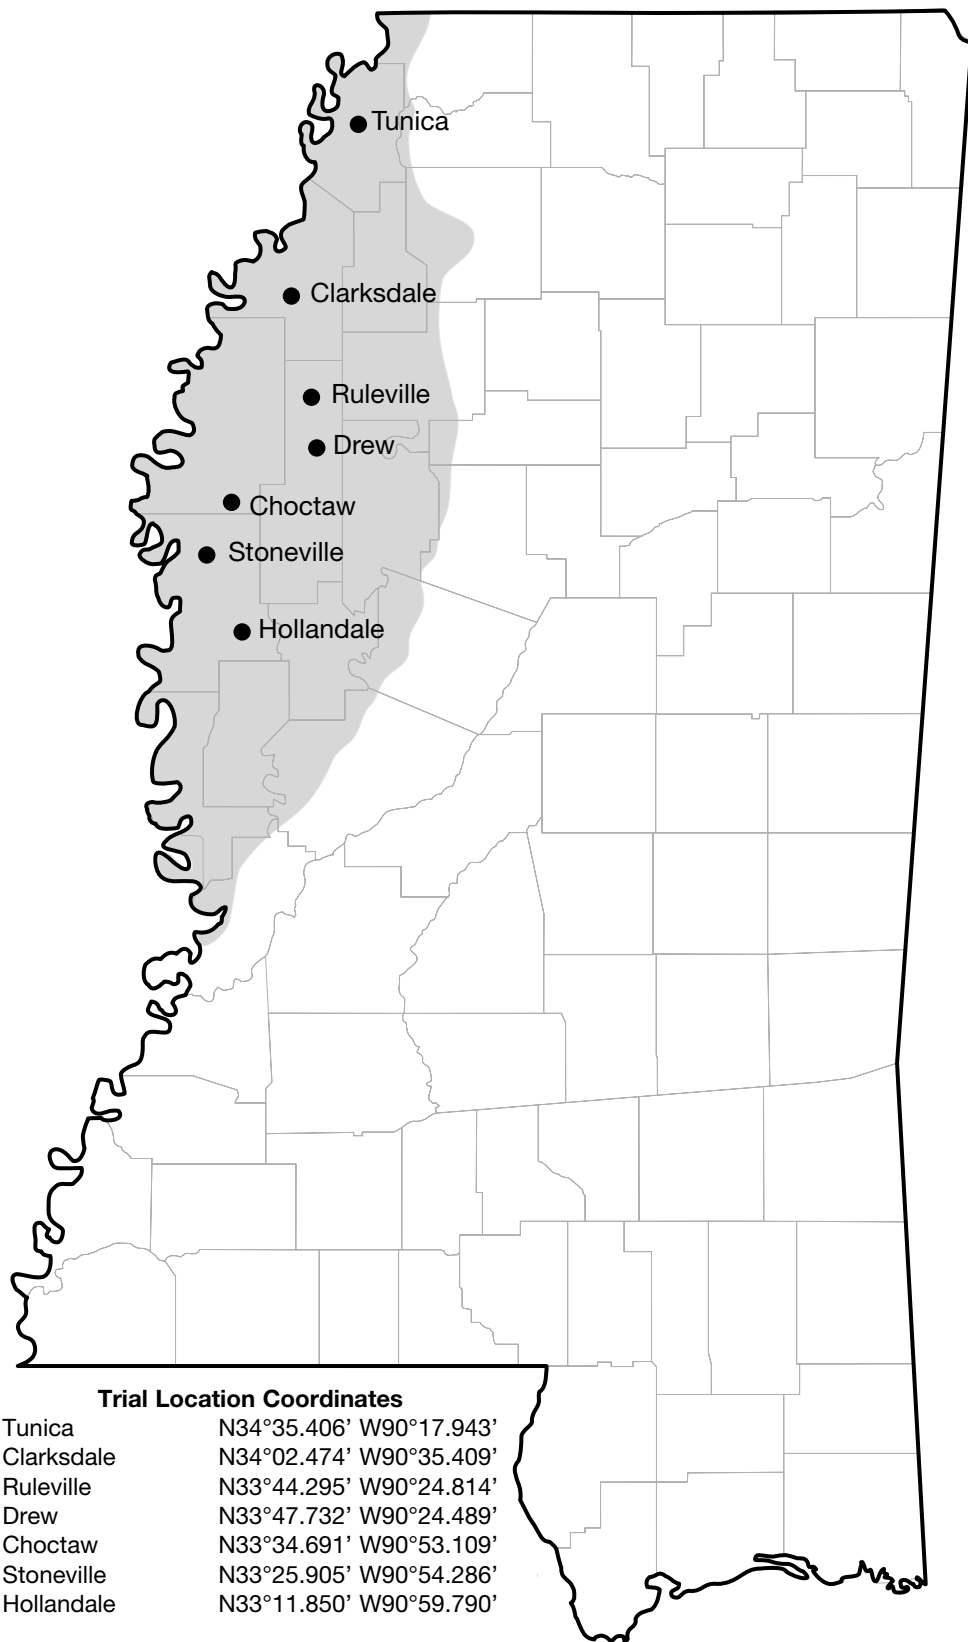 Tunica
Clarksdale
Ruleville
Drew
Choctaw
Stoneville
Hollandale
Trial Location Coordinates
Tunica N34°35.406’ W90°17.943’
Clarksdale N34°02.474’ W90°35.409’
Ruleville N33°44.295’ W90°24.814’
Drew N33°47.732’ W90°24.489’
Choctaw N33°34.691’ W90°53.109’
Stoneville N33°25.905’ W90°54.286’
Hollandale N33°11.850’ W90°59.790’